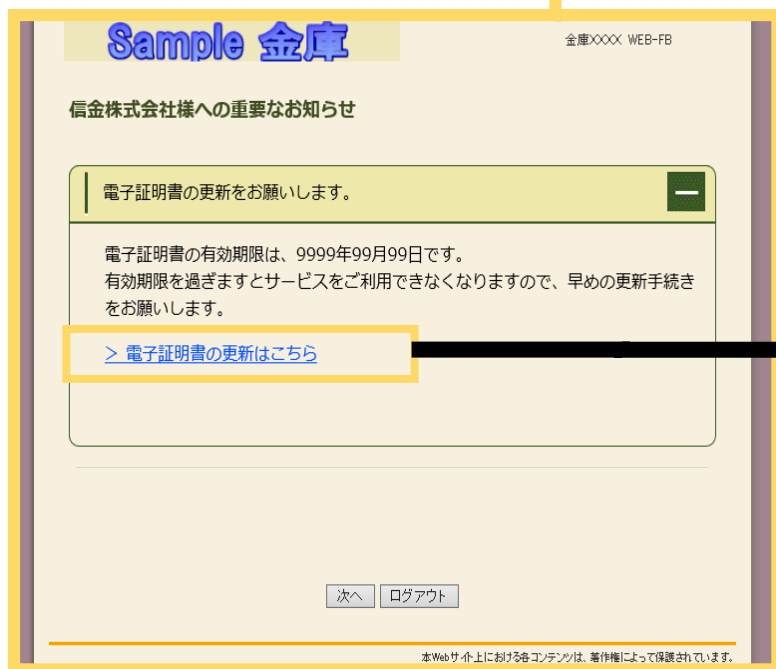 Sample 金庫
金庫XXXX WEB-FB
信金株式会社様への重要なお知らせ
電子証明書の更新をお願いします。
電子証明書の有効期限は、9999年99月99日です。
有効期限を過ぎますとサービスをご利用できなくなりますので、早めの更新手続き
をお願いします。
＞ 電子証明書の更新はこちら
次へ ログアウト
本Webサイト上における各コンテンツは、著作権によって保護されています。